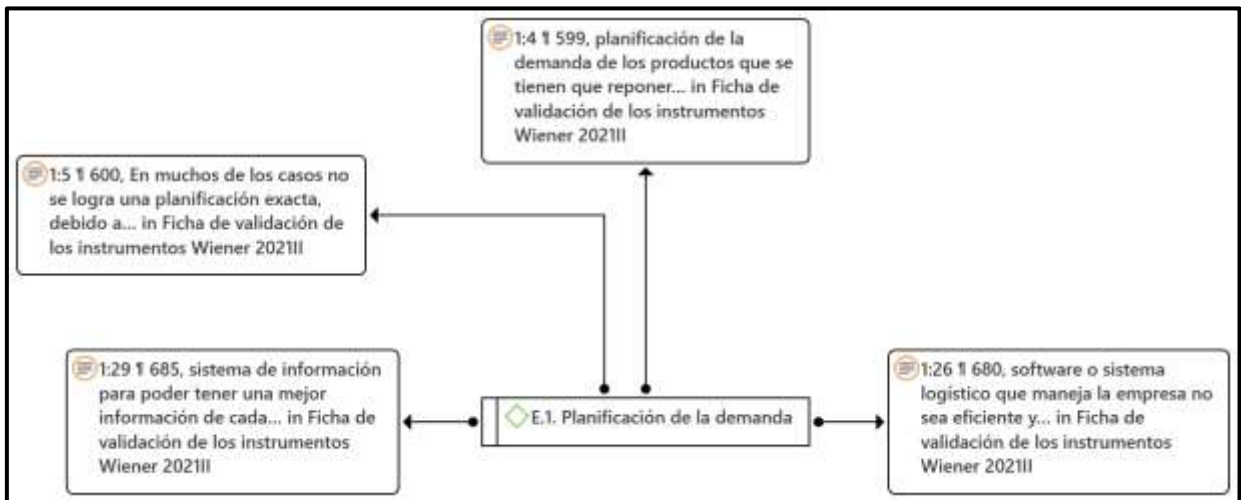 1:4 ¶ 599, planificación de la
demanda de los productos que se
tienen que reponer... in Ficha de
validación de los instrumentos
Wiener 2021II
1:5 ¶ 600, En muchos de los casos no
se logra una planificación exacta,
debido a... in Ficha de validación de
los instrumentos Wiener 2021II
1:29 ¶ 685, sistema de información
para poder tener una mejor
información de cada... in Ficha de
validación de los instrumentos
Wiener 2021II
E.1. Planificación de la demanda
1:26 ¶ 680, software o sistema
logístico que maneja la empresa no
sea eficiente y... in Ficha de
validación de los instrumentos
Wiener 2021II